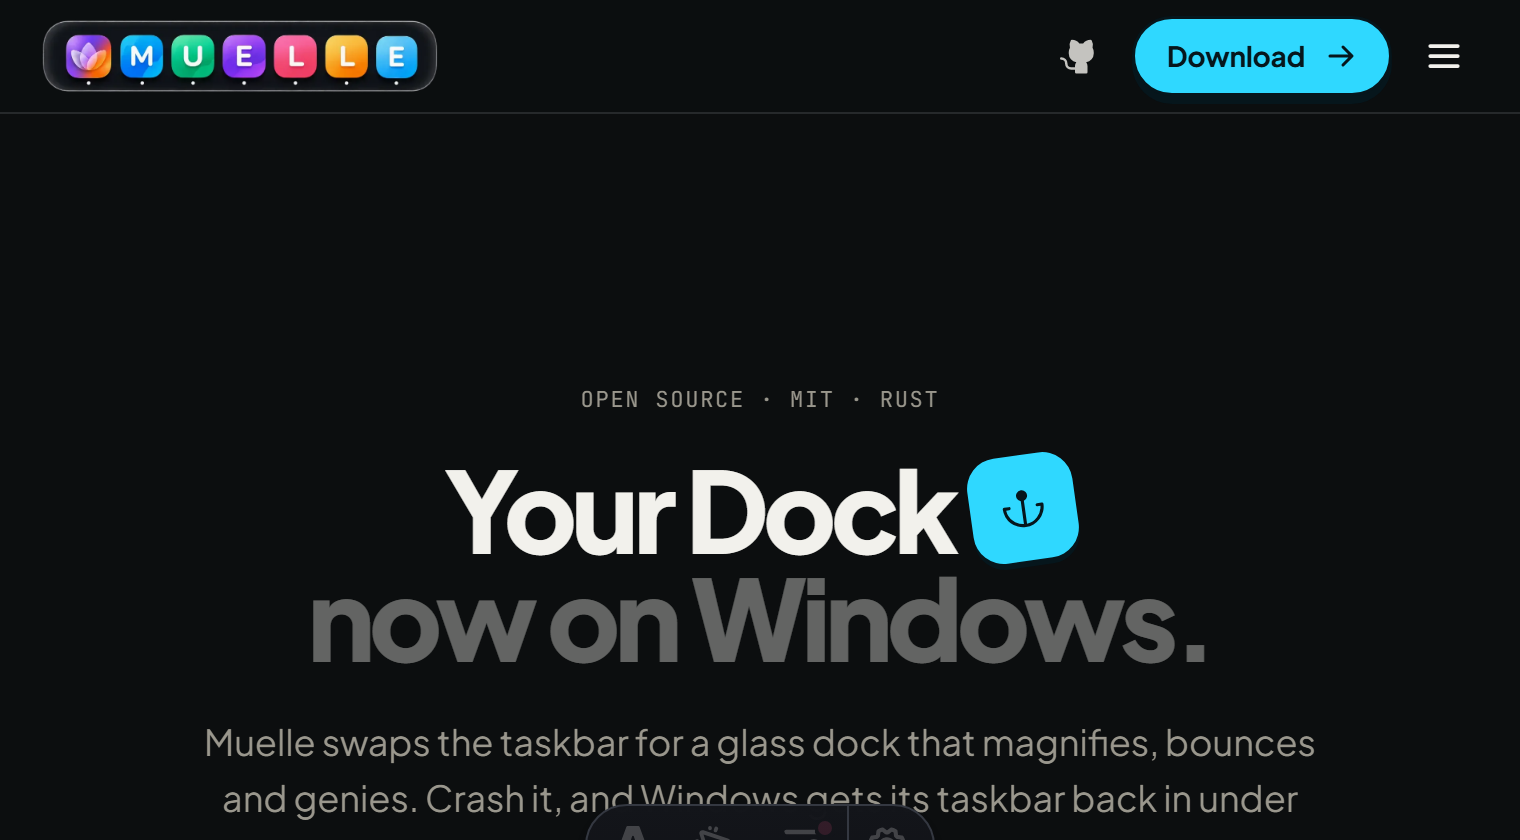 MUELLE
Download
OPEN SOURCE · MIT · RUST
Your Dock
now on Windows.
Muelle swaps the taskbar for a glass dock that magnifies, bounces
and genies. Crash it, and Windows gets its taskbar back in under